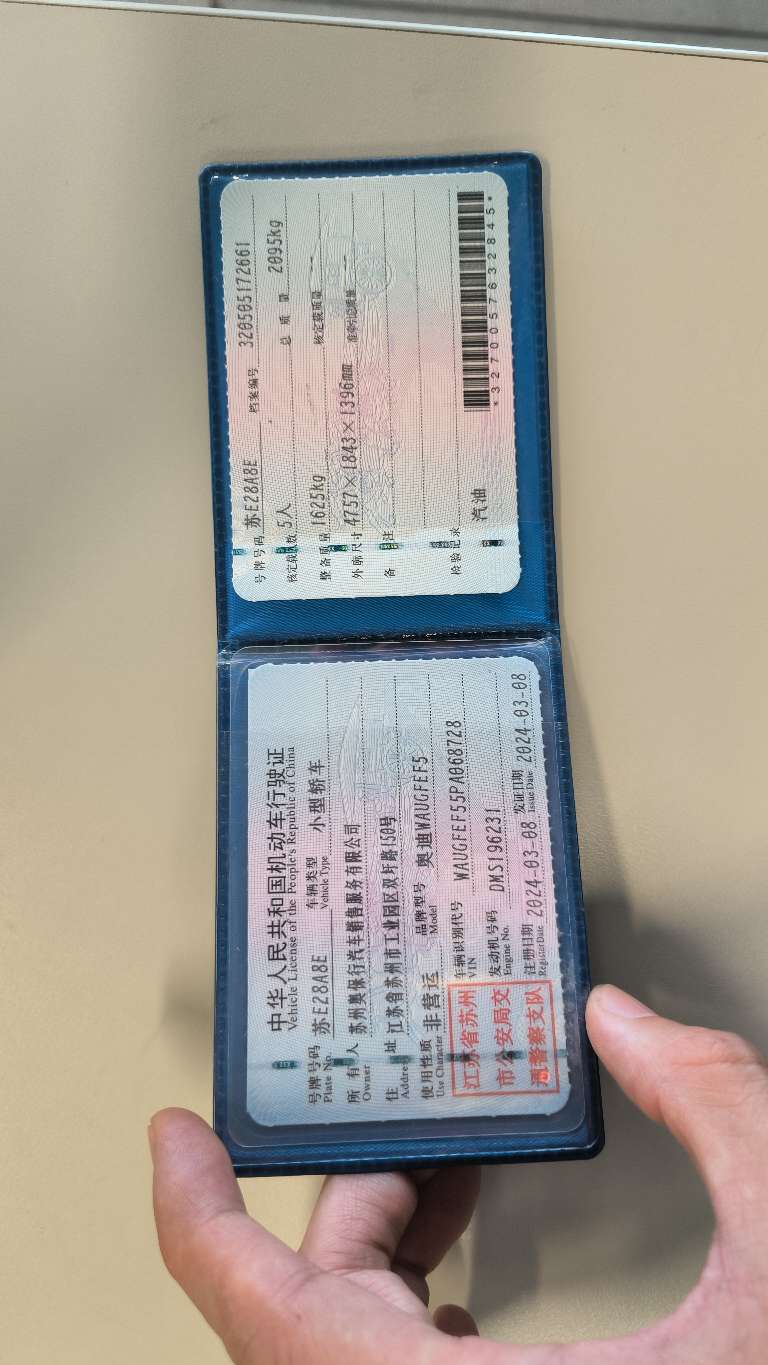 中华人民共和国机动车行驶证
Vehicle License of the People's Republic of China
号牌号码 苏E28A8E 车辆类型 小型轿车
Plate No. Vehicle Type
所有人 苏州奥保行汽车销售服务有限公司
Owner
住址 江苏省苏州市工业园区双圩路150号
Address
使用性质 非营运 品牌型号 奥迪WAUGFEF5
Use Character Model
江苏省苏州
市公安局交
通警察支队
车辆识别代号 WAUGFEF55PA068728
VIN
发动机号码 DMS196231
Engine No.
注册日期 2024-03-08 发证日期 2024-03-08
Register Date Issue Date
号牌号码 苏E28A8E 档案编号 320505172661
核定载人数 5人 总质量 2095kg
整备质量 1625kg 核定载质量 --
外廓尺寸 4757×1843×1396mm 准牵引总质量 --
备注
检验记录
汽油
*3270057632845*